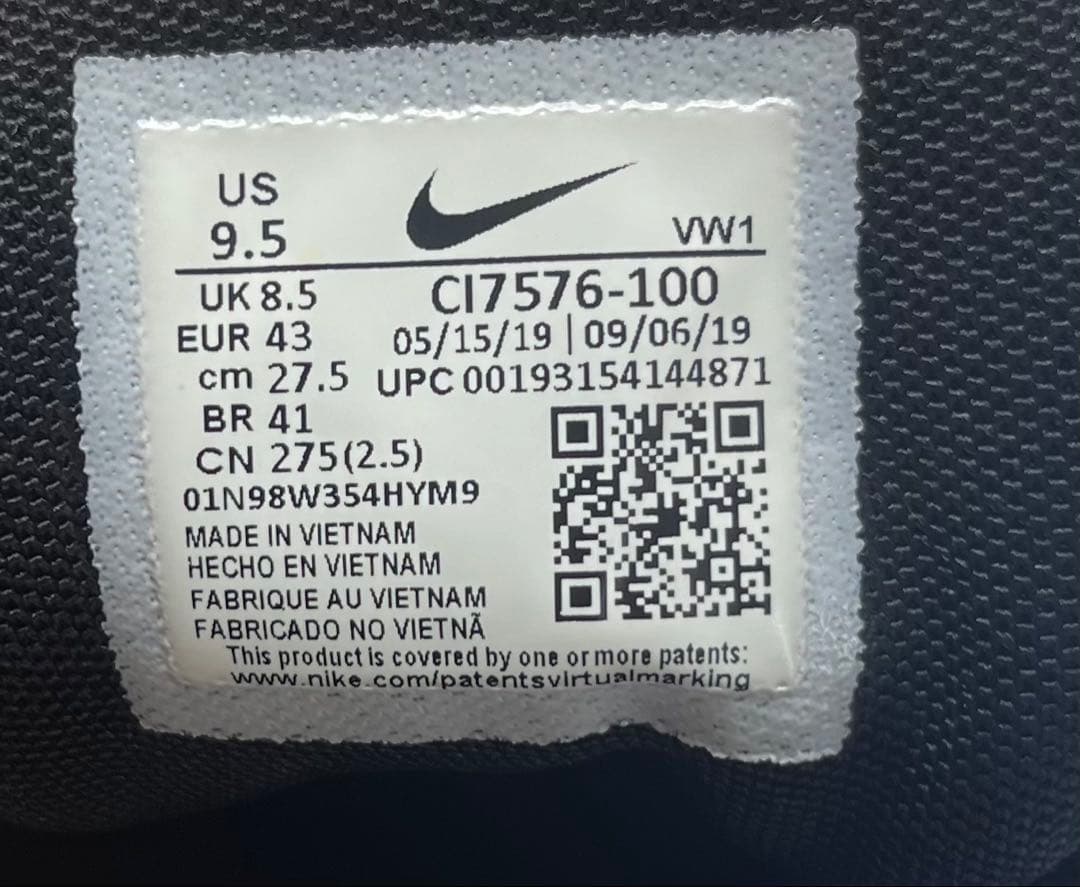 US
9.5
VW1
UK 8.5
CI7576-100
EUR 43
05/15/19 | 09/06/19
cm 27.5
UPC 00193154144871
BR 41
CN 275(2.5)
01N98W354HYM9
MADE IN VIETNAM
HECHO EN VIETNAM
FABRIQUE AU VIETNAM
FABRICADO NO VIETNÃ
This product is covered by one or more patents:
www.nike.com/patentsvirtualmarking